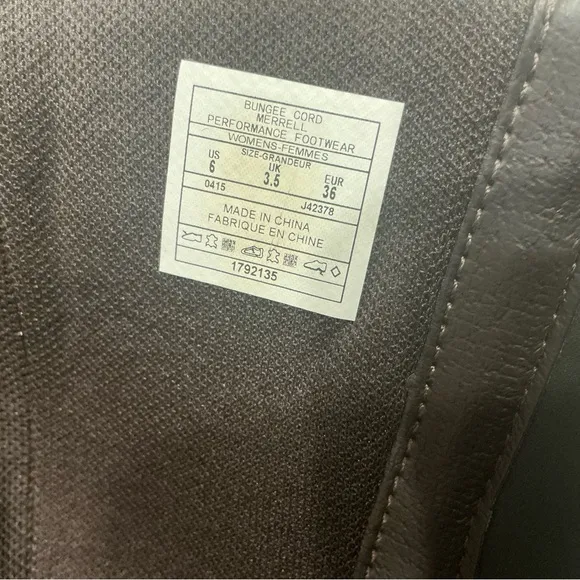 BUNGEE CORD
MERRELL
PERFORMANCE FOOTWEAR
WOMENS-FEMMES
SIZE-GRANDEUR
US UK EUR
6 3.5 36
0415 J42378
MADE IN CHINA
FABRIQUE EN CHINE
1792135